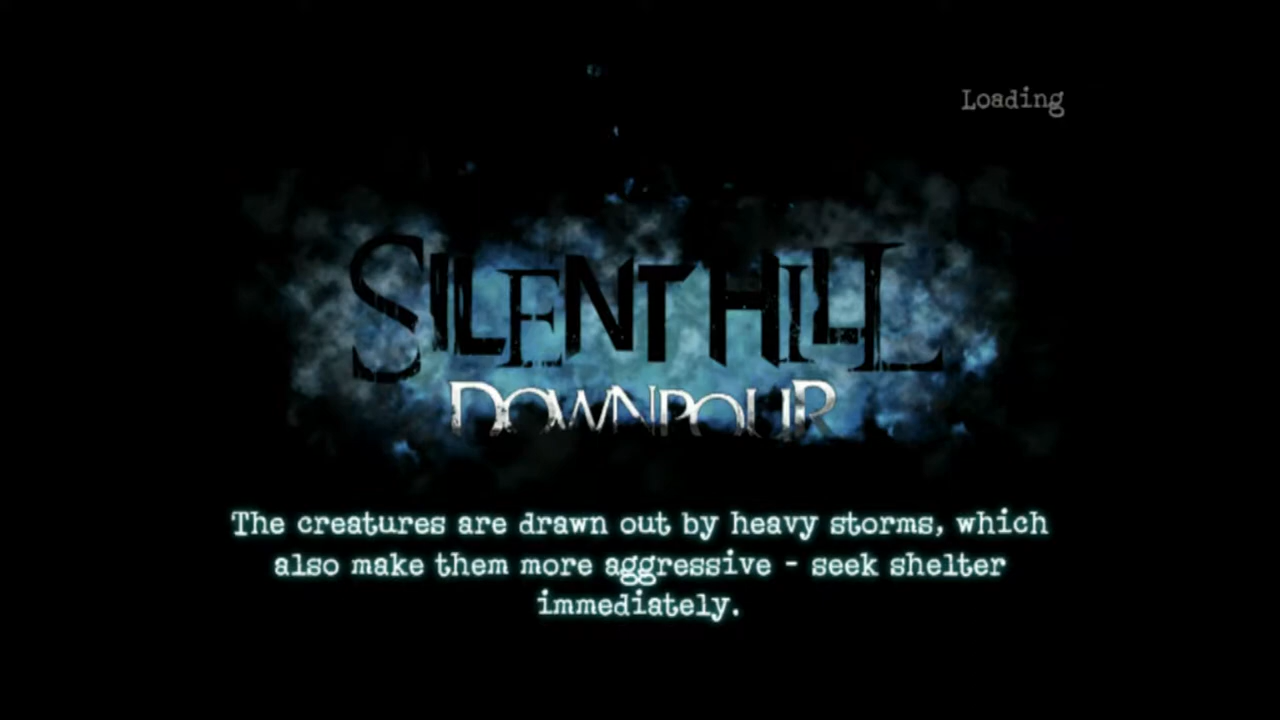 Loading
SILENT HILL
DOWNPOUR
The creatures are drawn out by heavy storms, which
also make them more aggressive - seek shelter
immediately.